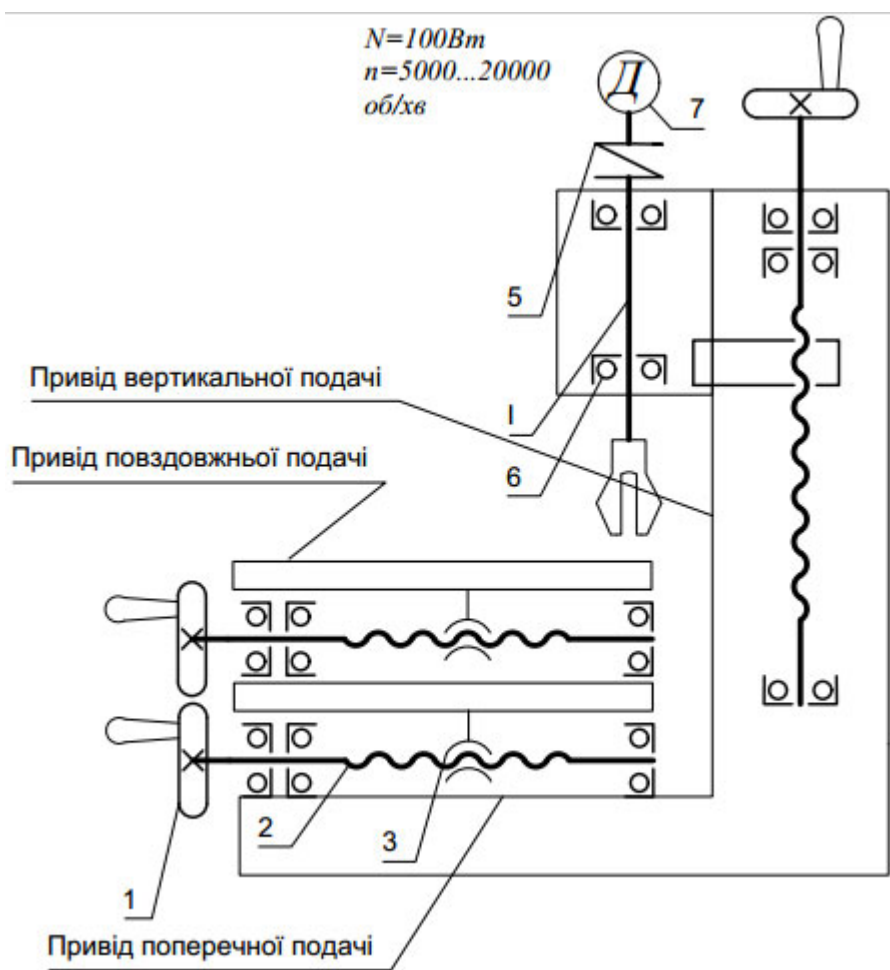 N=100Вт
n=5000...20000
об/хв
Д
7
5
Привід вертикальної подачі
I
Привід повздовжньої подачі
6
2
3
1
Привід поперечної подачі